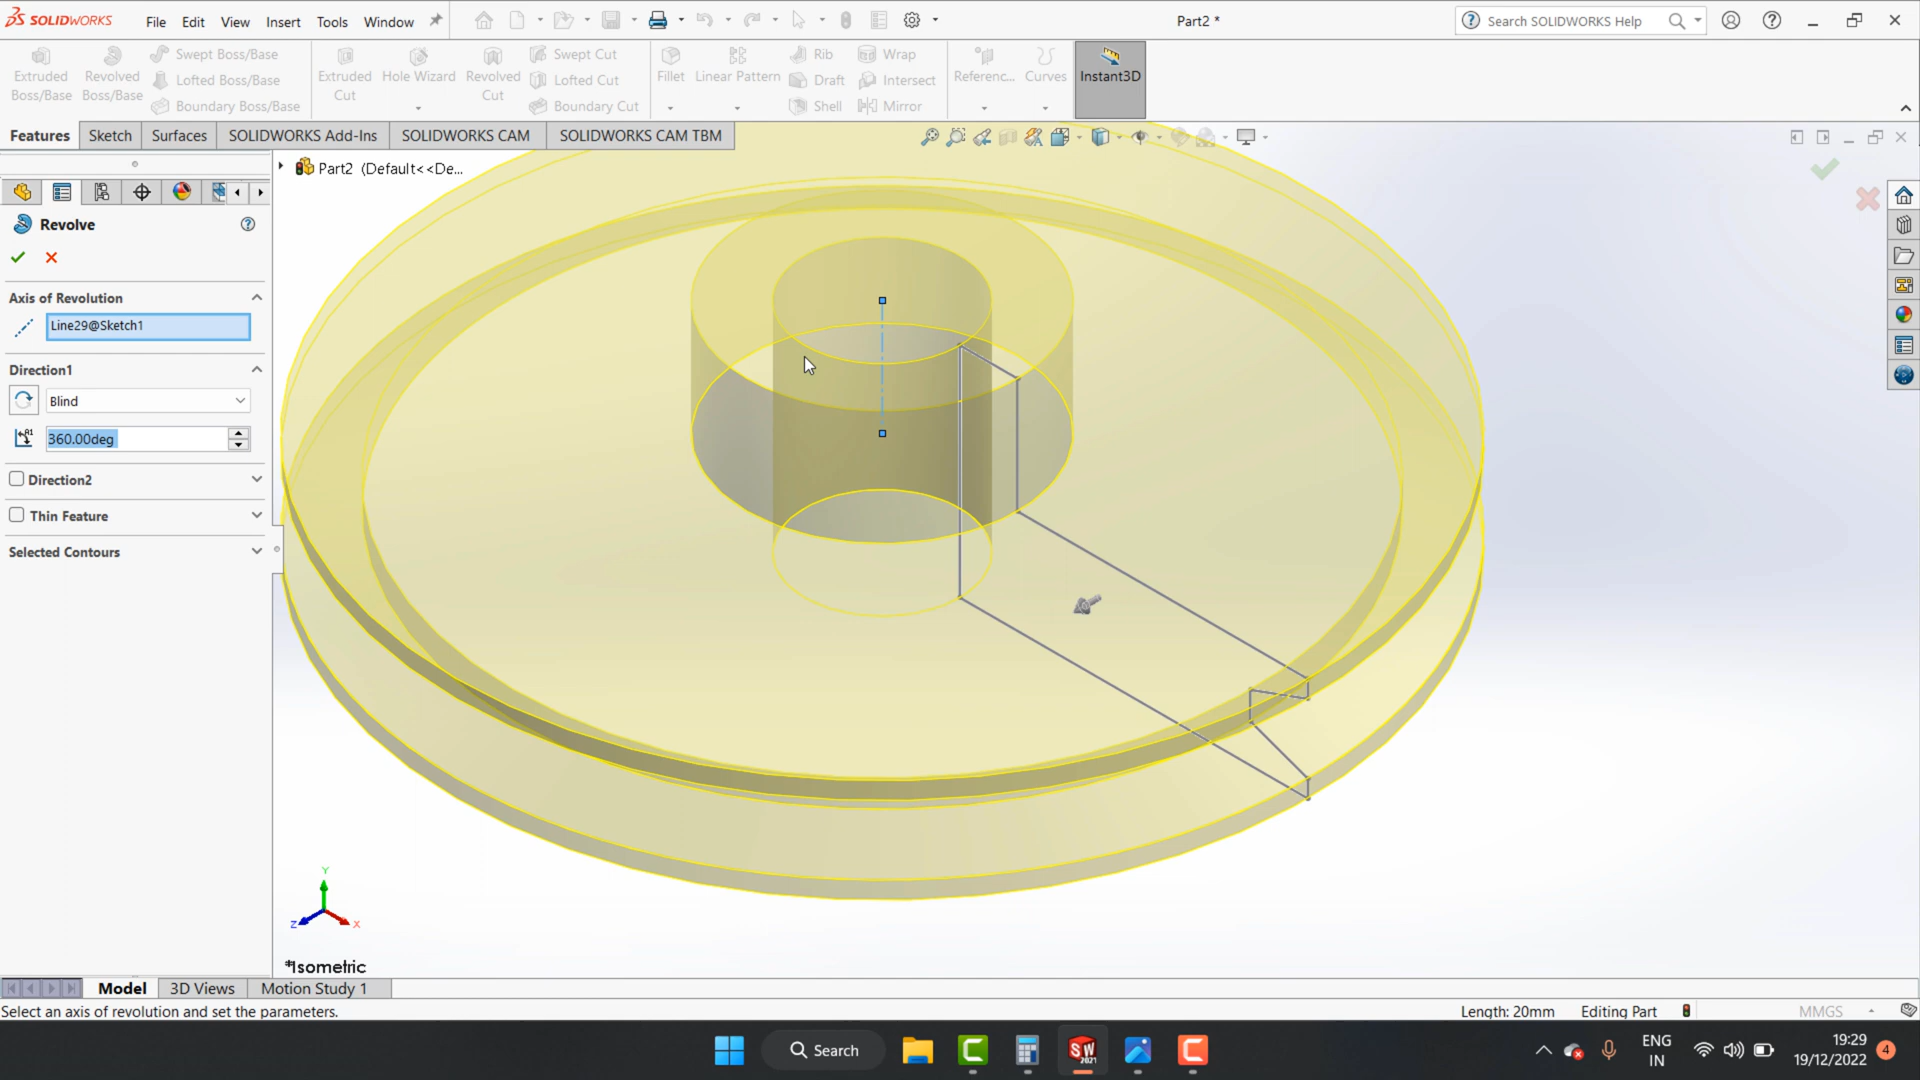 SOLIDWORKS File Edit View Insert Tools Window Part2 * Search SOLIDWORKS Help
Extruded Boss/Base
Revolved Boss/Base
Swept Boss/Base
Lofted Boss/Base
Boundary Boss/Base
Extruded Cut
Hole Wizard
Revolved Cut
Swept Cut
Lofted Cut
Boundary Cut
Fillet
Linear Pattern
Rib
Draft
Shell
Wrap
Intersect
Mirror
Referenc...
Curves
Instant3D
Features Sketch Surfaces SOLIDWORKS Add-Ins SOLIDWORKS CAM SOLIDWORKS CAM TBM
Part2 (Default<<De...
Revolve
Axis of Revolution
Line29@Sketch1
Direction1
Blind
360.00deg
Direction2
Thin Feature
Selected Contours
Y
Z
X
*Isometric
Model 3D Views Motion Study 1
Select an axis of revolution and set the parameters. Length: 20mm Editing Part MMGS
Search
SW
2021
ENG
IN
19:29
19/12/2022
4